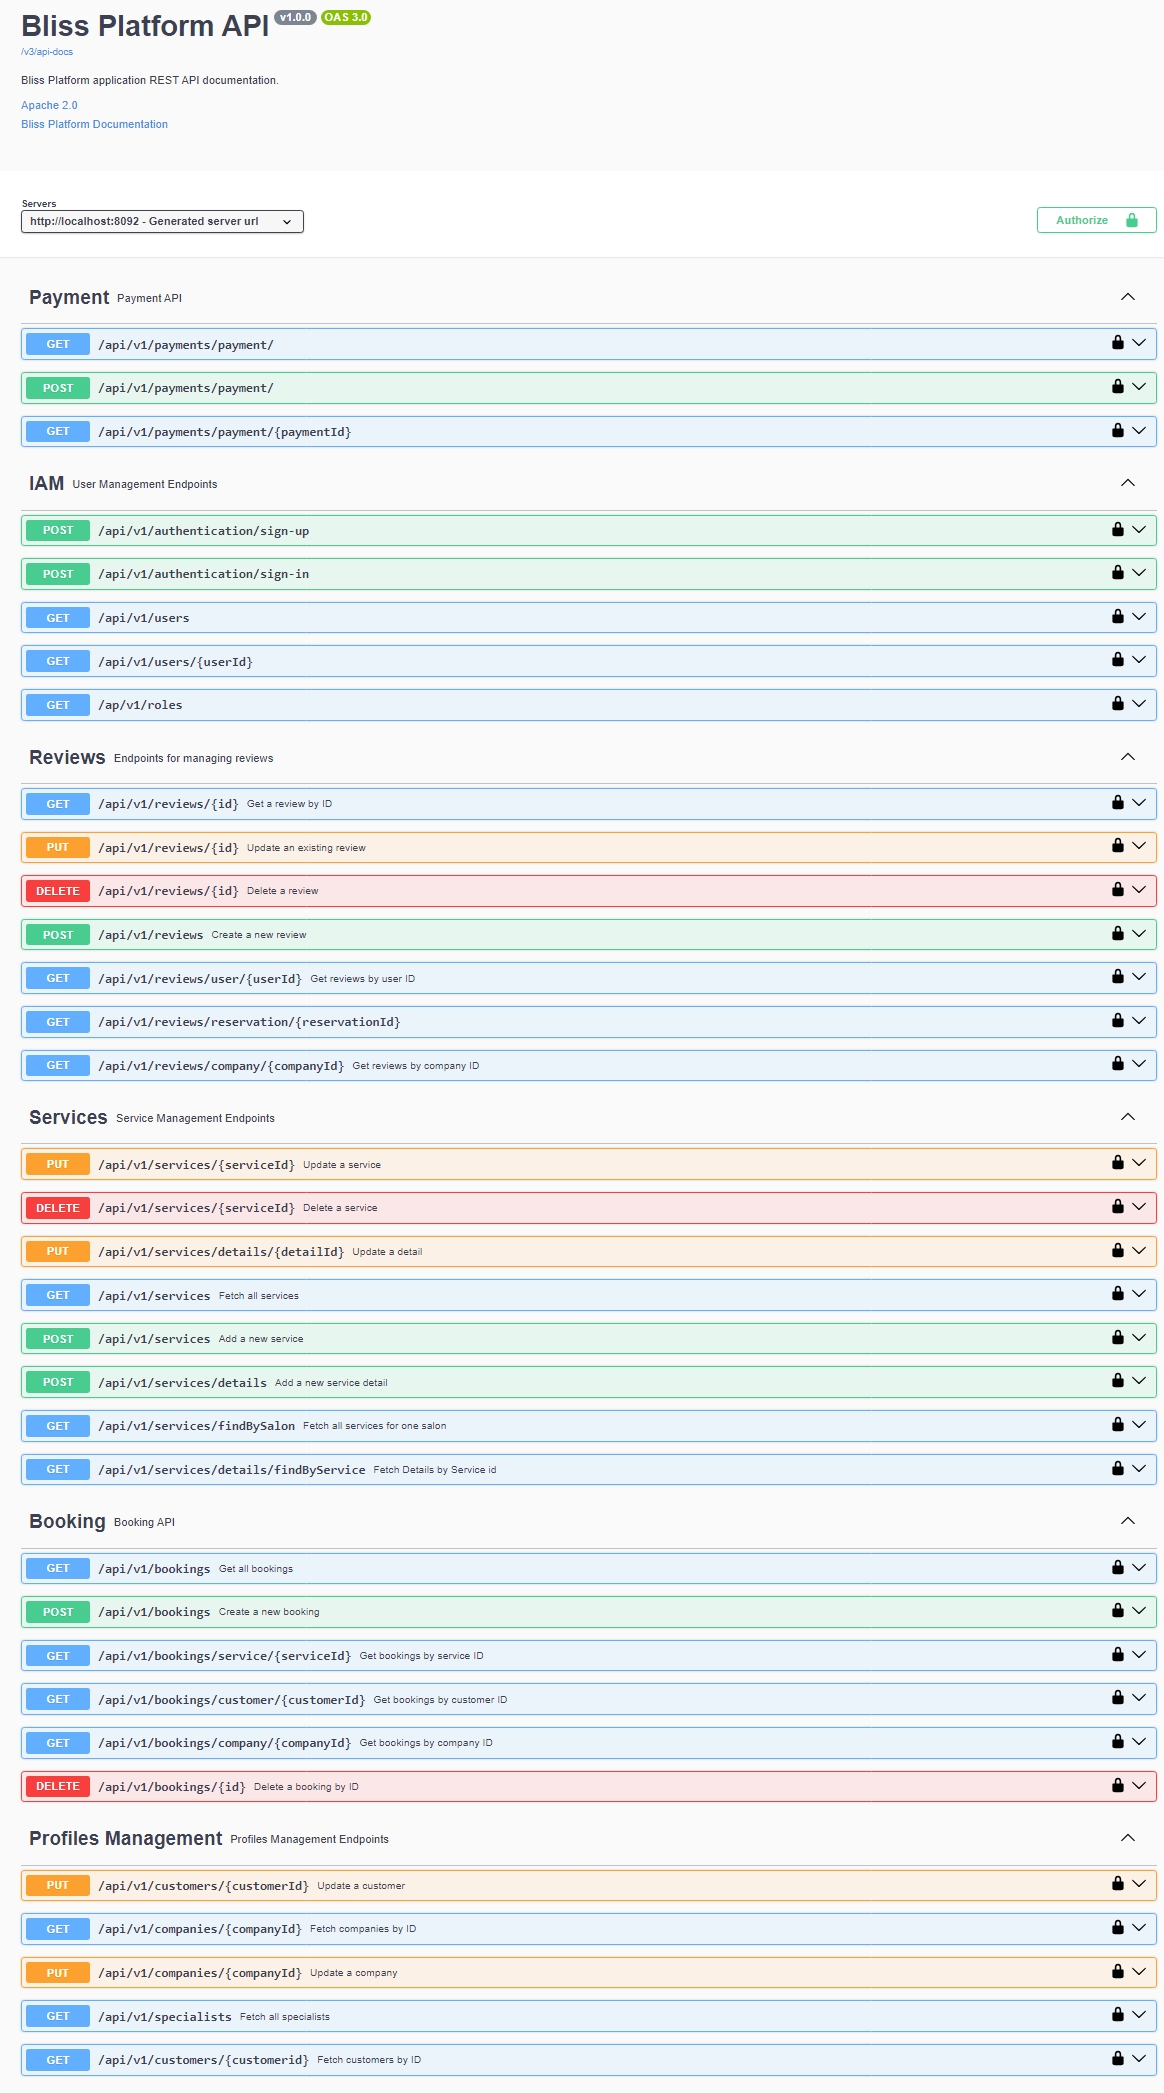 Bliss Platform API v1.0.0 OAS 3.0
/v3/api-docs
Bliss Platform application REST API documentation.
Apache 2.0
Bliss Platform Documentation
Servers
http://localhost:8092 - Generated server url
Authorize
Payment Payment API
GET /api/v1/payments/payment/
POST /api/v1/payments/payment/
GET /api/v1/payments/payment/{paymentId}
IAM User Management Endpoints
POST /api/v1/authentication/sign-up
POST /api/v1/authentication/sign-in
GET /api/v1/users
GET /api/v1/users/{userId}
GET /ap/v1/roles
Reviews Endpoints for managing reviews
GET /api/v1/reviews/{id} Get a review by ID
PUT /api/v1/reviews/{id} Update an existing review
DELETE /api/v1/reviews/{id} Delete a review
POST /api/v1/reviews Create a new review
GET /api/v1/reviews/user/{userId} Get reviews by user ID
GET /api/v1/reviews/reservation/{reservationId}
GET /api/v1/reviews/company/{companyId} Get reviews by company ID
Services Service Management Endpoints
PUT /api/v1/services/{serviceId} Update a service
DELETE /api/v1/services/{serviceId} Delete a service
PUT /api/v1/services/details/{detailId} Update a detail
GET /api/v1/services Fetch all services
POST /api/v1/services Add a new service
POST /api/v1/services/details Add a new service detail
GET /api/v1/services/findBySalon Fetch all services for one salon
GET /api/v1/services/details/findByService Fetch Details by Service id
Booking Booking API
GET /api/v1/bookings Get all bookings
POST /api/v1/bookings Create a new booking
GET /api/v1/bookings/service/{serviceId} Get bookings by service ID
GET /api/v1/bookings/customer/{customerId} Get bookings by customer ID
GET /api/v1/bookings/company/{companyId} Get bookings by company ID
DELETE /api/v1/bookings/{id} Delete a booking by ID
Profiles Management Profiles Management Endpoints
PUT /api/v1/customers/{customerId} Update a customer
GET /api/v1/companies/{companyId} Fetch companies by ID
PUT /api/v1/companies/{companyId} Update a company
GET /api/v1/specialists Fetch all specialists
GET /api/v1/customers/{customerid} Fetch customers by ID